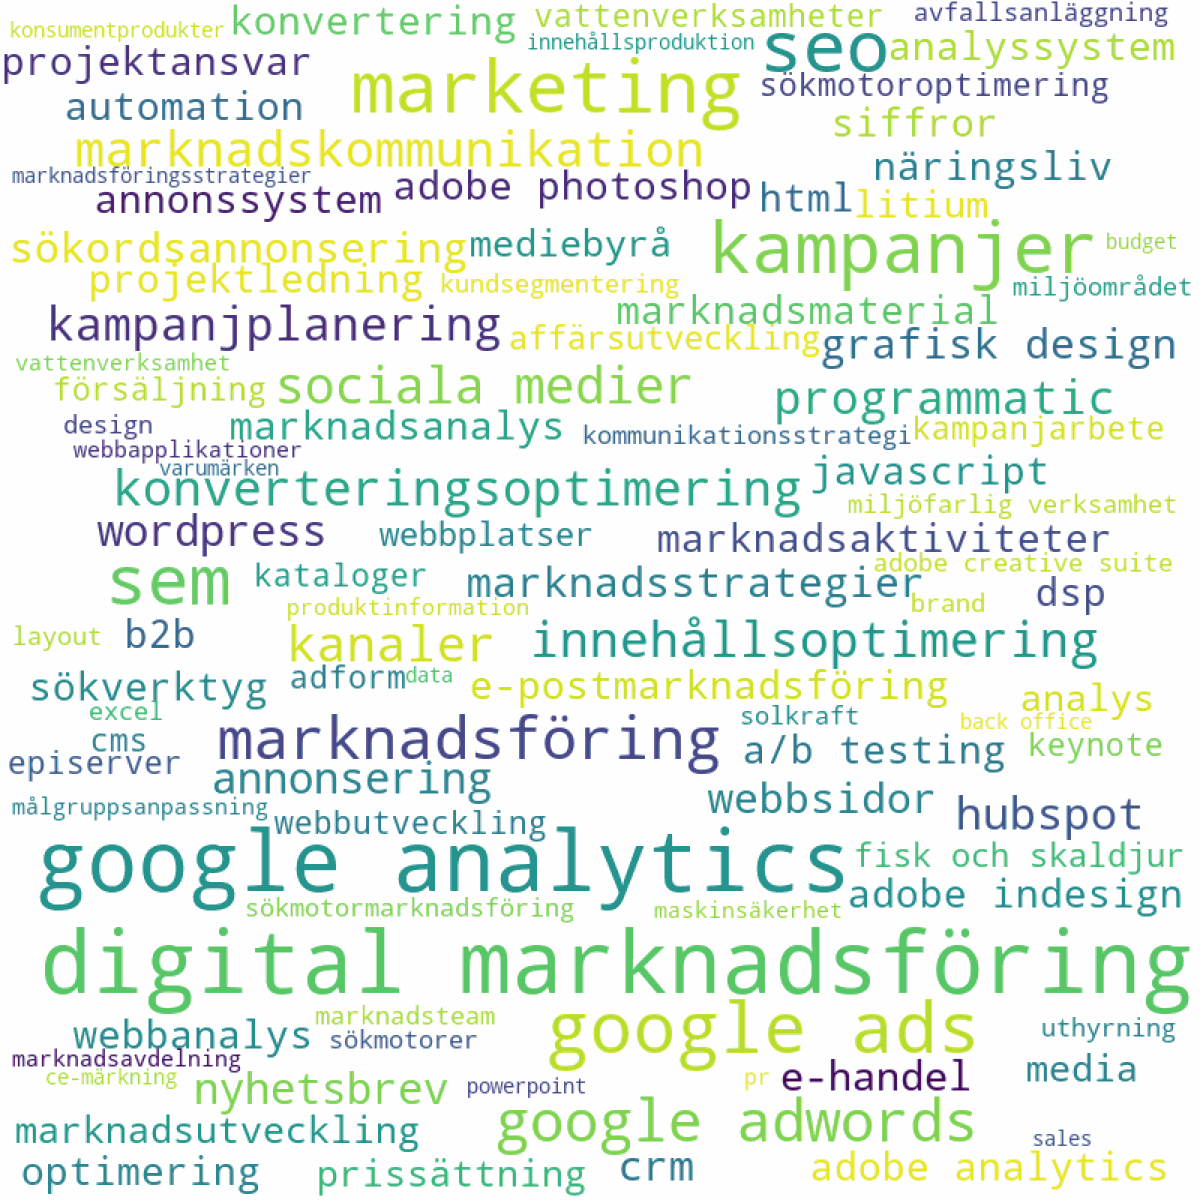 konsumentprodukter konvertering vattenverksamheter avfallsanläggning
innehållsproduktion seo analyssystem
projektansvar marketing sökmotoroptimering
automation siffror
marknadskommunikation näringsliv
marknadsföringsstrategier adobe photoshop html litium
annonssystem
sökordsannonsering mediebyrå kampanjer budget
projektledning kundsegmentering miljöområdet
kampanjplanering marknadsmaterial
affärsutveckling grafisk design
vattenverksamhet
försäljning sociala medier programmatic
design marknadsanalys kommunikationsstrategi kampanjarbete
webbapplikationer
varumärken javascript
konverteringsoptimering miljöfarlig verksamhet
wordpress webbplatser marknadsaktiviteter
adobe creative suite
sem kataloger marknadsstrategier dsp
produktinformation brand
layout b2b kanaler innehållsoptimering
sökverktyg adform data e-postmarknadsföring analys
excel solkraft back office
cms marknadsföring a/b testing keynote
episerver annonsering
målgruppsanpassning webbsidor hubspot
webbutveckling
google analytics fisk och skaldjur
adobe indesign
sökmotormarknadsföring maskinsäkerhet
digital marknadsföring
marknadsteam google ads uthyrning
webbanalys sökmotorer
marknadsavdelning media
ce-märkning nyhetsbrev powerpoint pr e-handel
marknadsutveckling google adwords sales
optimering prissättning crm adobe analytics